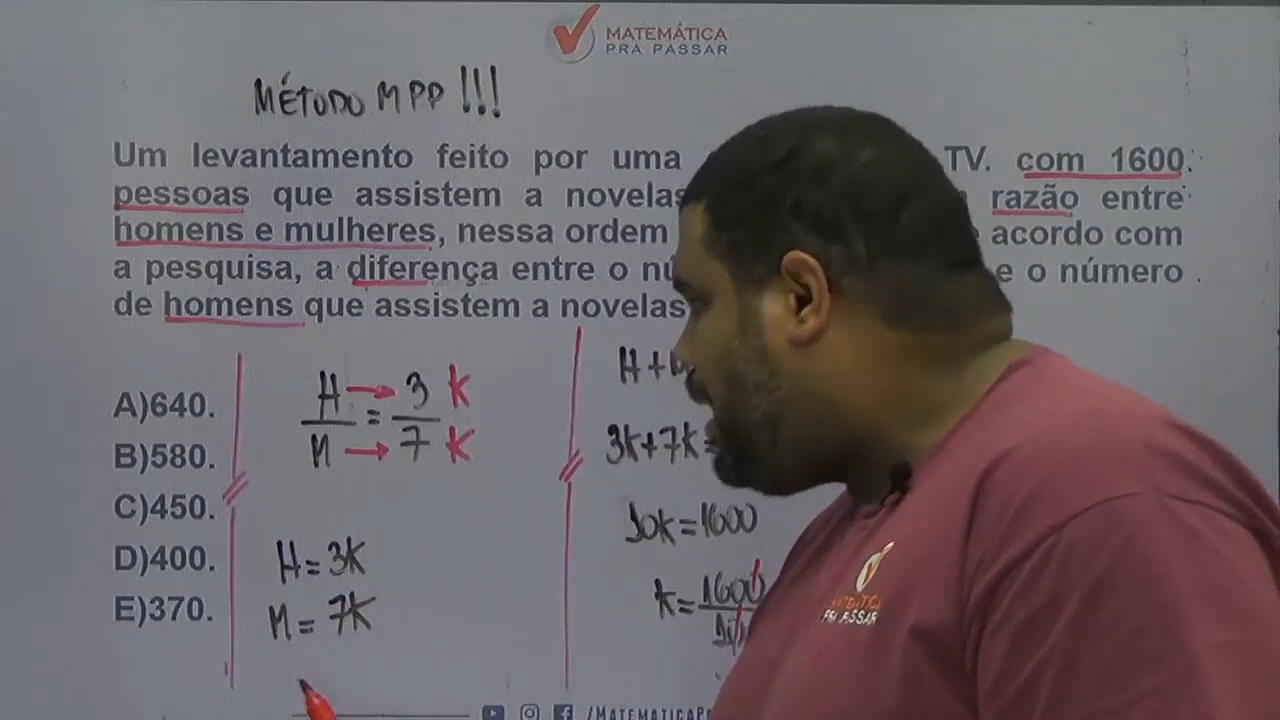 MATEMÁTICA
PRA PASSAR
MÉTODO MPP!!!
Um levantamento feito por uma TV. com 1600
pessoas que assistem a novelas razão entre
homens e mulheres, nessa ordem acordo com
a pesquisa, a diferença entre o e o número
de homens que assistem a novelas
A)640.
B)580.
C)450.
D)400.
E)370.
H → 3 k
=
M → 7 k
H = 3k
M = 7k
H +
3k+7k=
10k = 1600
k = 1600
MATEMÁTICA
PRA PASSAR